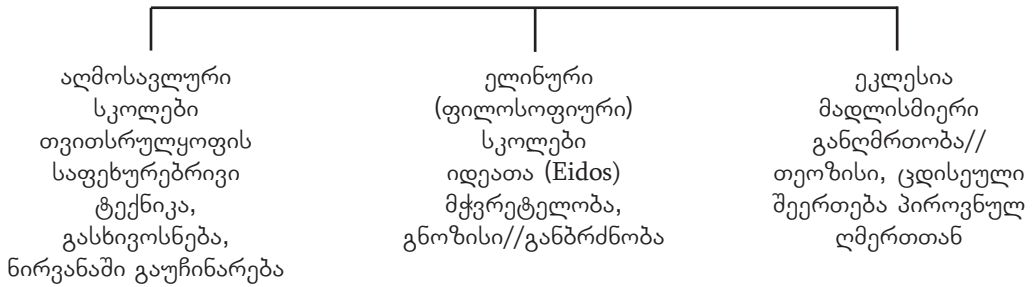 აღმოსავლური
სკოლები
თვითსრულყოფის
საფეხურებრივი
ტექნიკა,
გასხივოსნება,
ნირვანაში გაუჩინარება
ელინური
(ფილოსოფიური)
სკოლები
იდეათა (Eidos)
მჭვრეტელობა,
გნოზისი//განბრძნობა
ეკლესია
მადლისმიერი
განღმრთობა//
თეოზისი, ცდისეული
შეერთება პიროვნულ
ღმერთთან